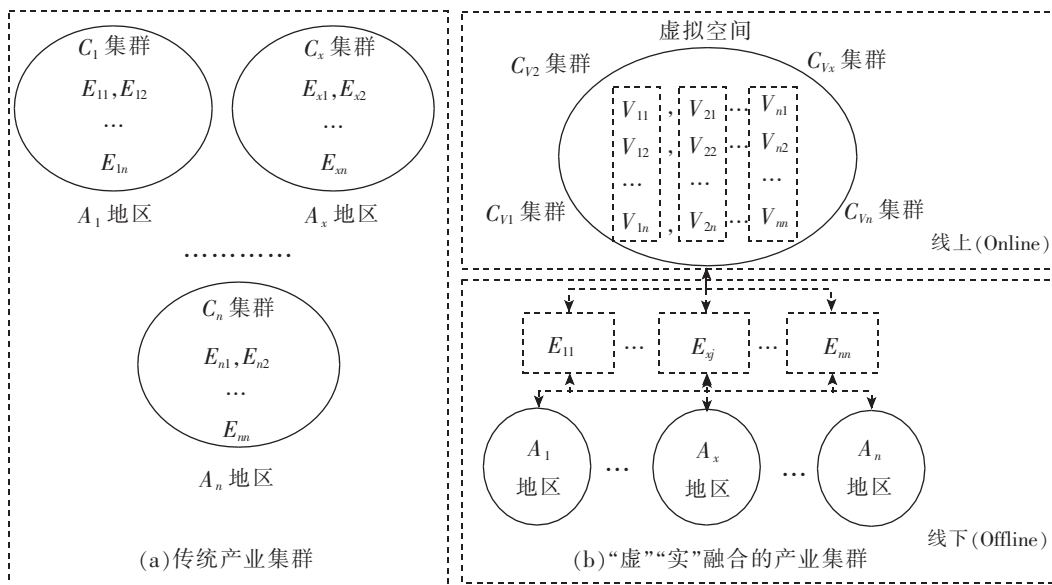 C₁ 集群
E₁₁,E₁₂
…
E₁ₙ
A₁ 地区
Cₓ 集群
Eₓ₁,Eₓ₂
…
Eₓₙ
Aₓ 地区
…………
Cₙ 集群
Eₙ₁,Eₙ₂
…
Eₙₙ
Aₙ 地区
(a)传统产业集群
虚拟空间
C_V2 集群
C_Vx 集群
V₁₁ , V₂₁ … Vₙ₁
V₁₂ , V₂₂ … Vₙ₂
… … …
V₁ₙ , V₂ₙ … Vₙₙ
C_V1 集群
C_Vn 集群
线上(Online)
E₁₁ … Eₓⱼ … Eₙₙ
A₁ 地区 … Aₓ 地区 … Aₙ 地区
线下(Offline)
(b)“虚”“实”融合的产业集群